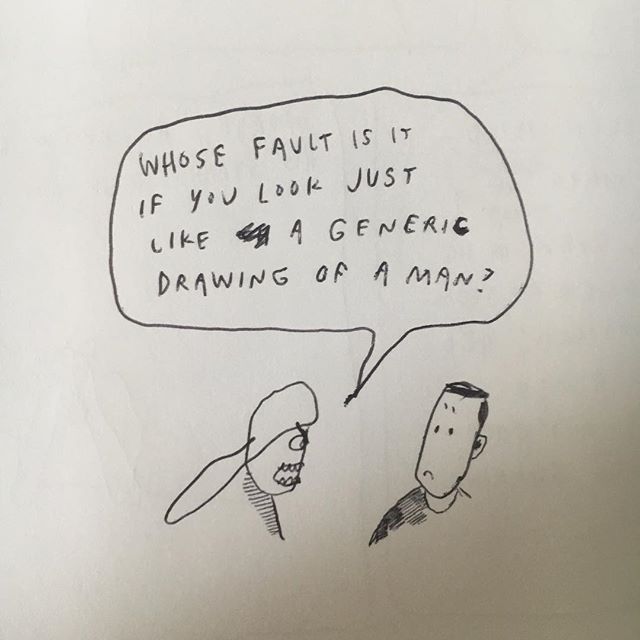 WHOSE FAULT IS IT
IF YOU LOOK JUST
LIKE A GENERIC
DRAWING OF A MAN?